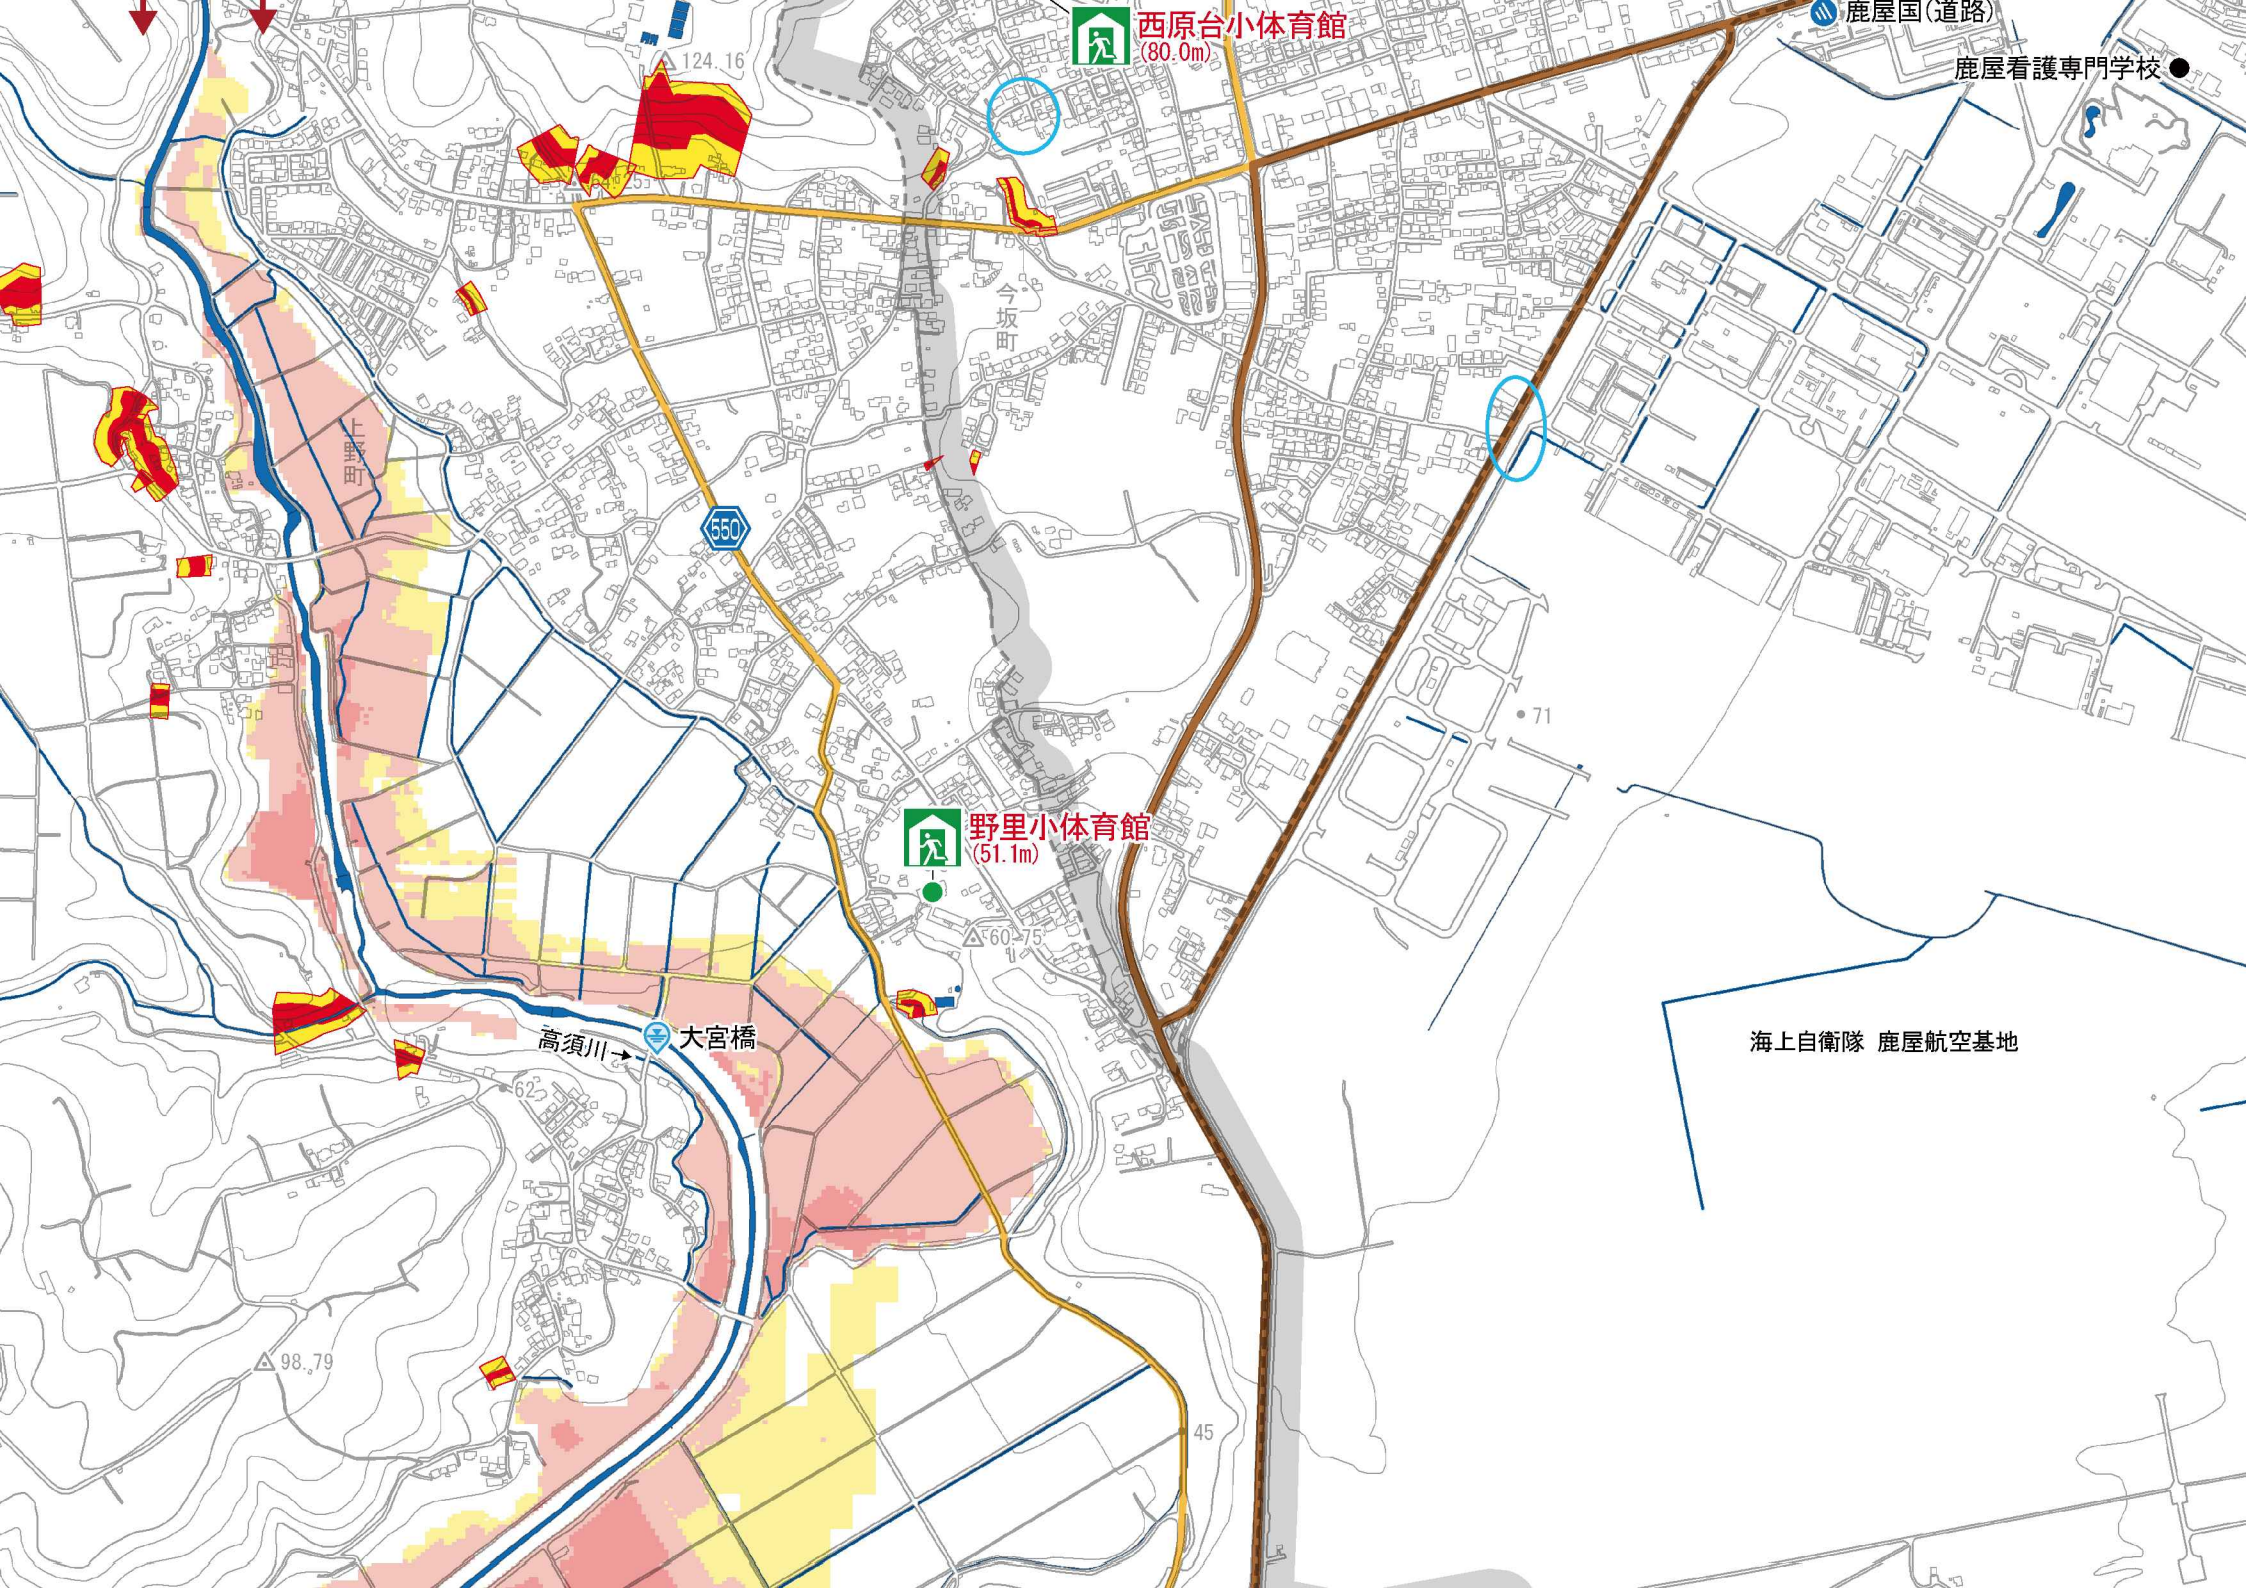 鹿屋国(道路)
西原台小体育館
(80.0m)
鹿屋看護専門学校
124.16
今坂町
上野町
550
71
野里小体育館
(51.1m)
60.75
高須川→
大宮橋
海上自衛隊 鹿屋航空基地
62
98.79
45